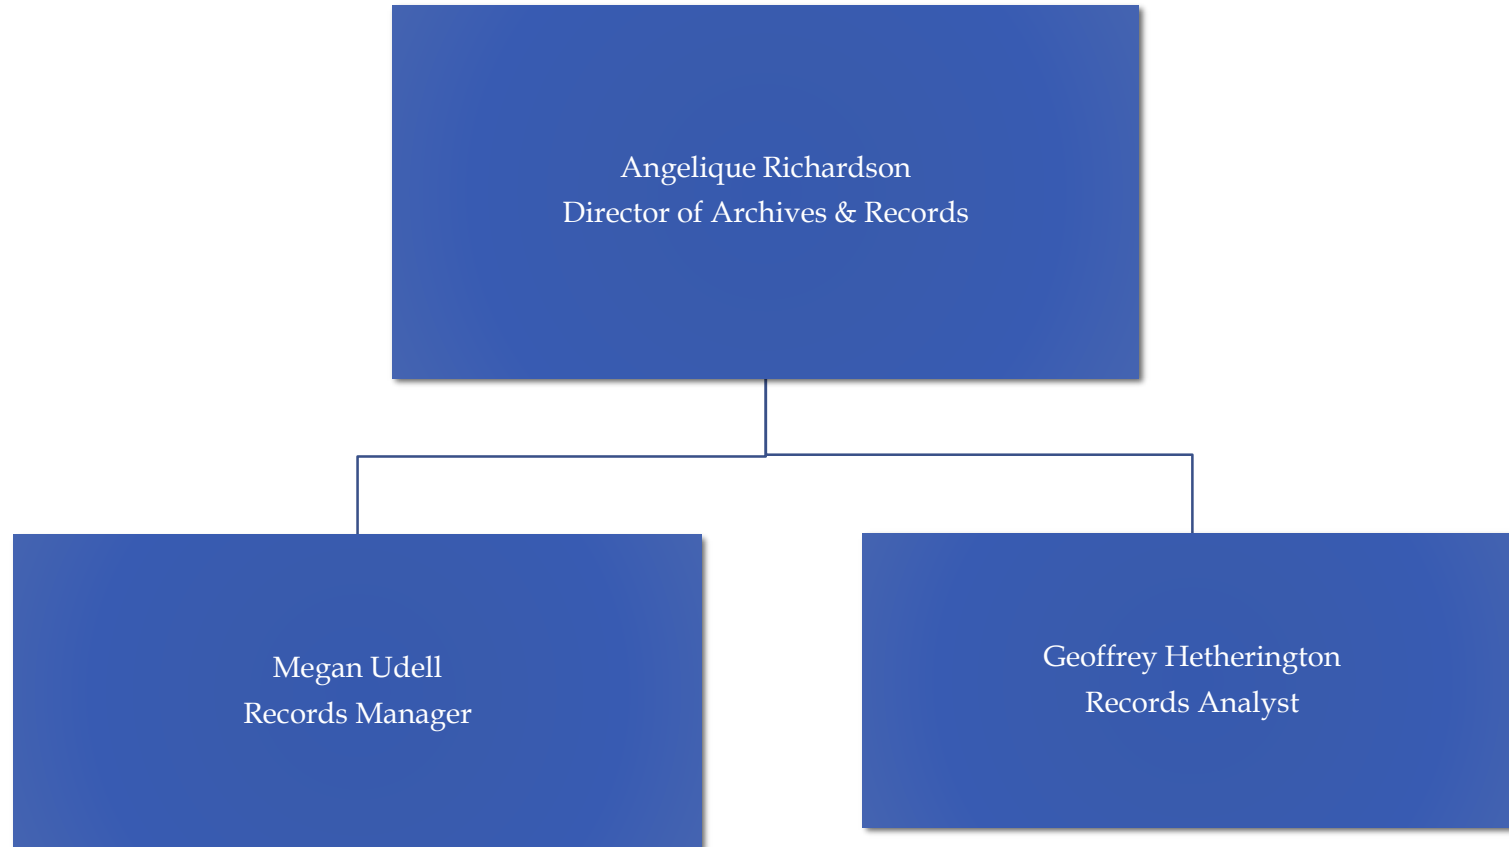 Angelique Richardson
Director of Archives & Records
Megan Udell
Records Manager
Geoffrey Hetherington
Records Analyst